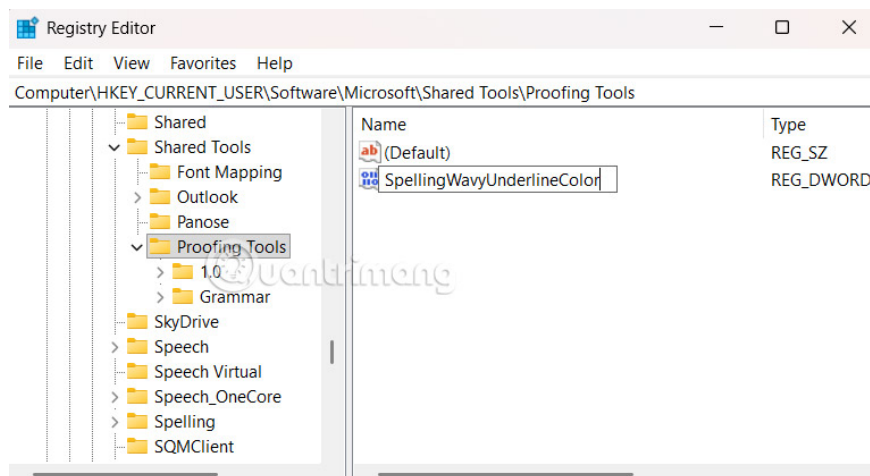 Registry Editor
File Edit View Favorites Help
Computer\HKEY_CURRENT_USER\Software\Microsoft\Shared Tools\Proofing Tools
Shared
Shared Tools
Font Mapping
Outlook
Panose
Proofing Tools
1.0
Grammar
SkyDrive
Speech
Speech Virtual
Speech_OneCore
Spelling
SQMClient
Name Type
ab (Default) REG_SZ
SpellingWavyUnderlineColor REG_DWORD
Quantrimang